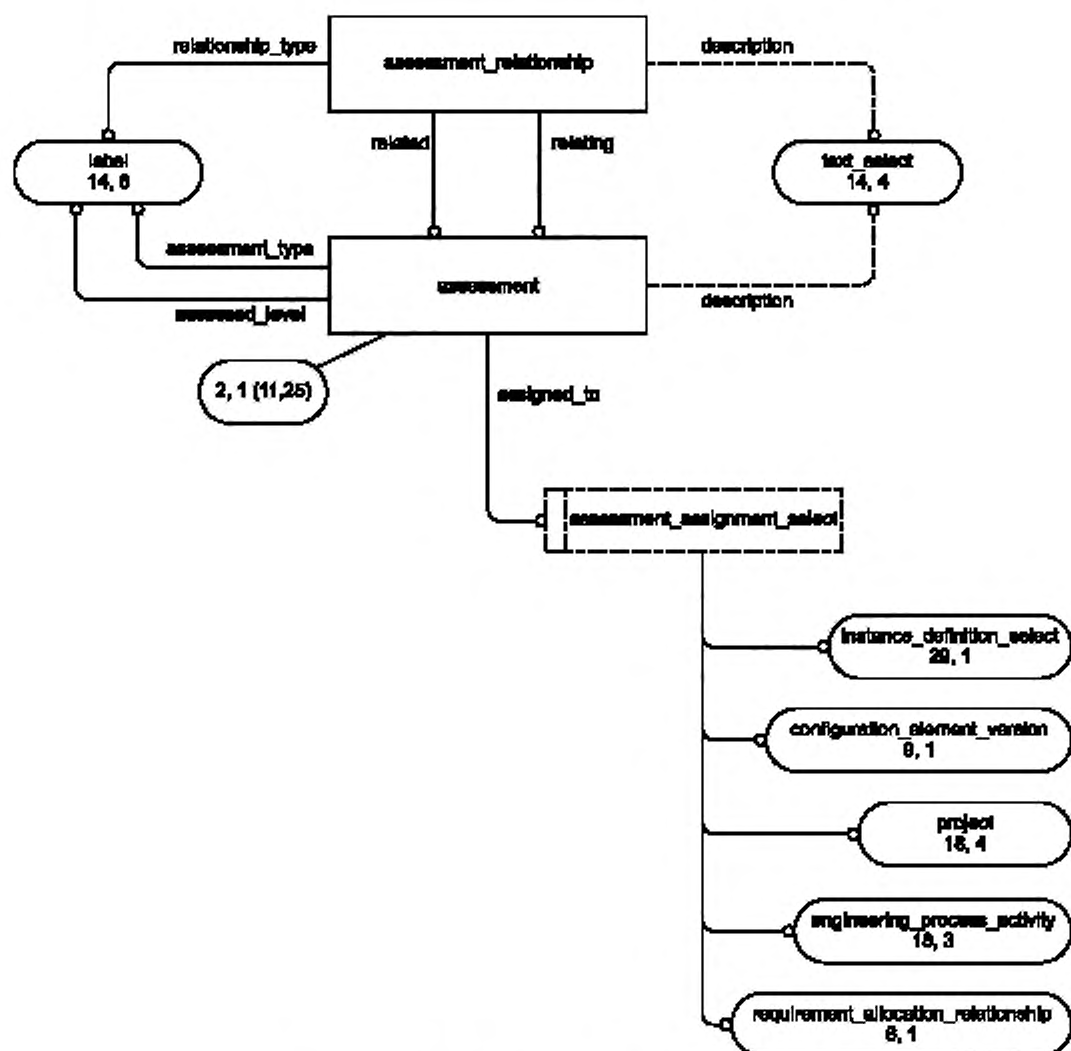 relationship_type
assessment_relationship
description
related
relating
label
14, 6
text_select
14, 4
assessment_type
assessment
assessed_level
description
2, 1 (11,25)
assigned_to
assessment_assignment_select
instance_definition_select
29, 1
configuration_element_version
9, 1
project
18, 4
engineering_process_activity
18, 3
requirement_allocation_relationship
6, 1